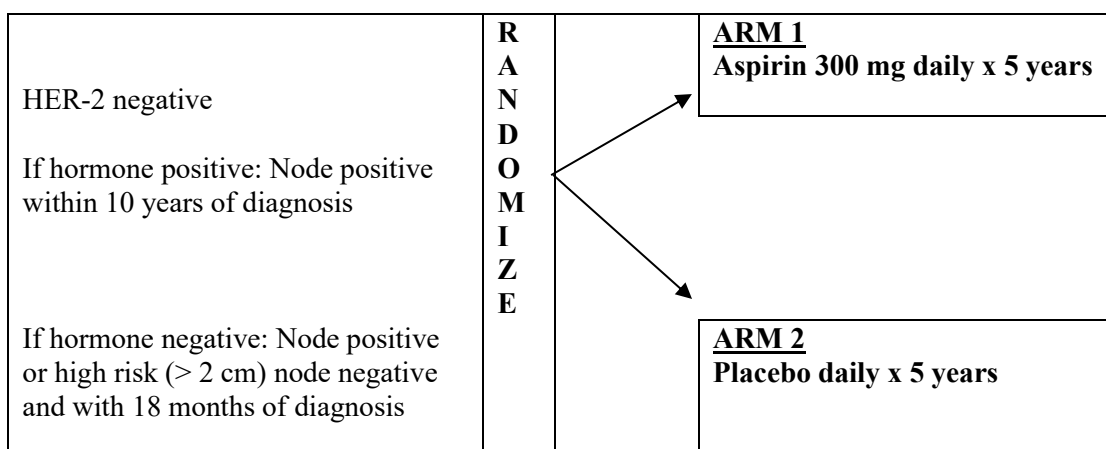 HER-2 negative
If hormone positive: Node positive
within 10 years of diagnosis
If hormone negative: Node positive
or high risk (> 2 cm) node negative
and with 18 months of diagnosis
R
A
N
D
O
M
I
Z
E
ARM 1
Aspirin 300 mg daily x 5 years
ARM 2
Placebo daily x 5 years